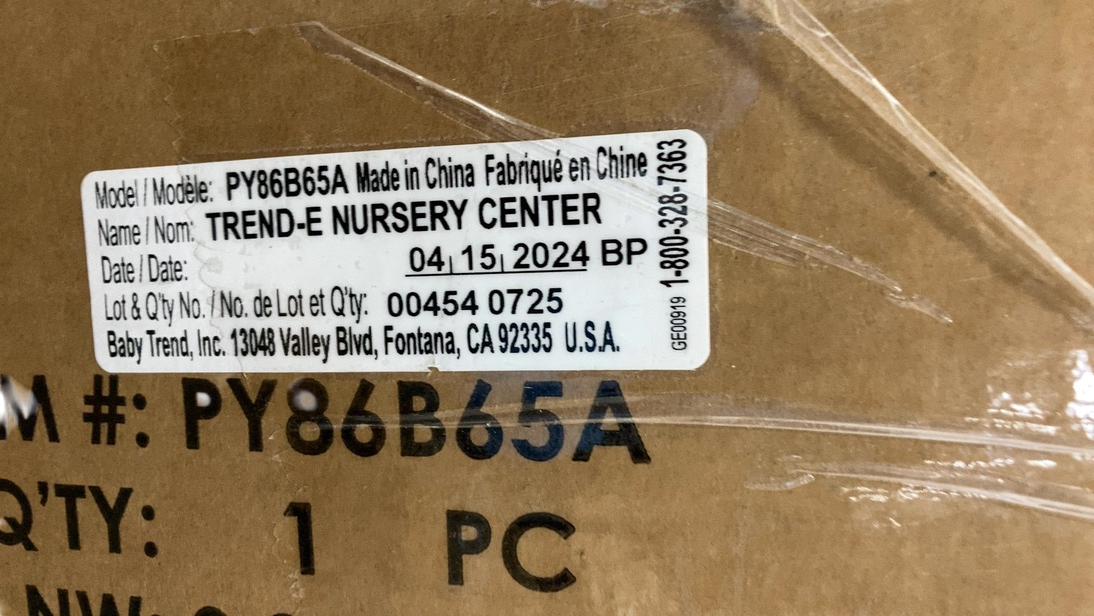 Model / Modèle: PY86B65A Made in China Fabriqué en Chine
Name / Nom: TREND-E NURSERY CENTER
Date / Date: 04 | 15 | 2024 BP
Lot & Q'ty No. / No. de Lot et Q'ty: 00454 0725
Baby Trend, Inc. 13048 Valley Blvd, Fontana, CA 92335 U.S.A.
GE00919 1-800-328-7363
M #: PY86B65A
Q'TY: 1 PC
NW: